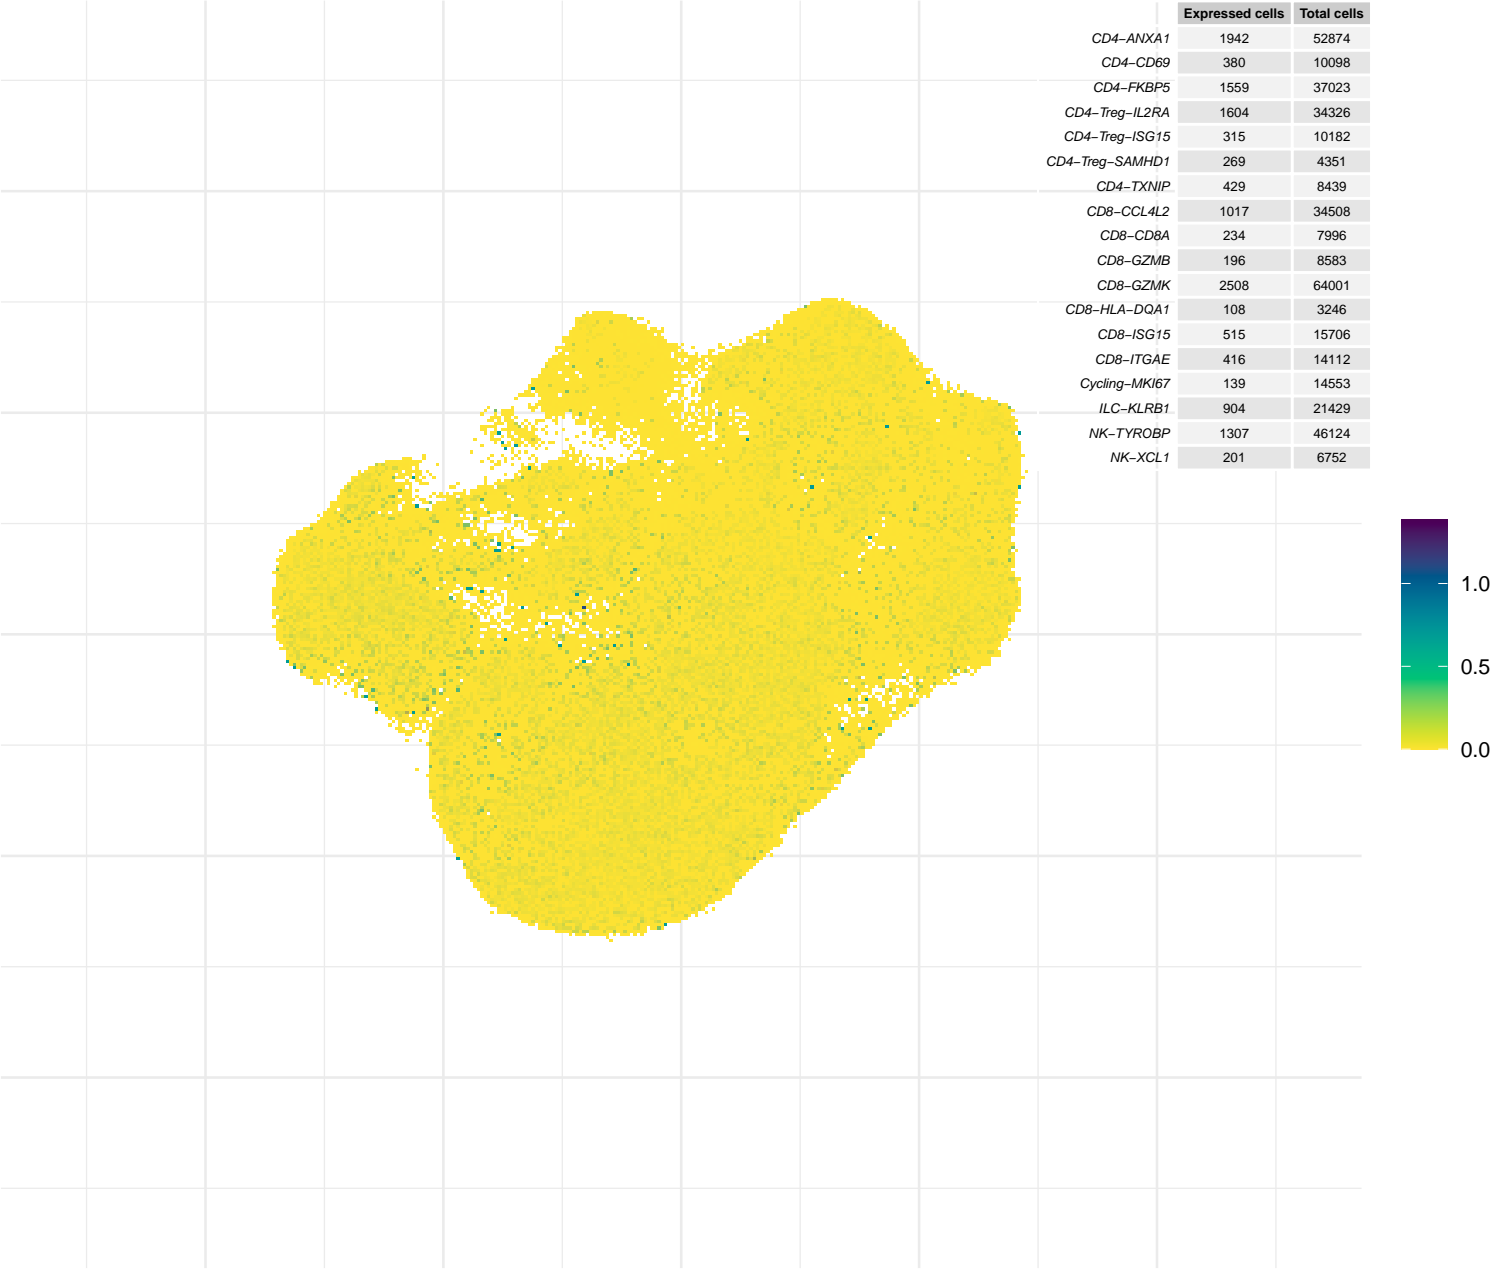 Expressed cells Total cells
CD4−ANXA1 1942 52874
CD4−CD69 380 10098
CD4−FKBP5 1559 37023
CD4−Treg−IL2RA 1604 34326
CD4−Treg−ISG15 315 10182
CD4−Treg−SAMHD1 269 4351
CD4−TXNIP 429 8439
CD8−CCL4L2 1017 34508
CD8−CD8A 234 7996
CD8−GZMB 196 8583
CD8−GZMK 2508 64001
CD8−HLA−DQA1 108 3246
CD8−ISG15 515 15706
CD8−ITGAE 416 14112
Cycling−MKI67 139 14553
ILC−KLRB1 904 21429
NK−TYROBP 1307 46124
NK−XCL1 201 6752
1.0
0.5
0.0